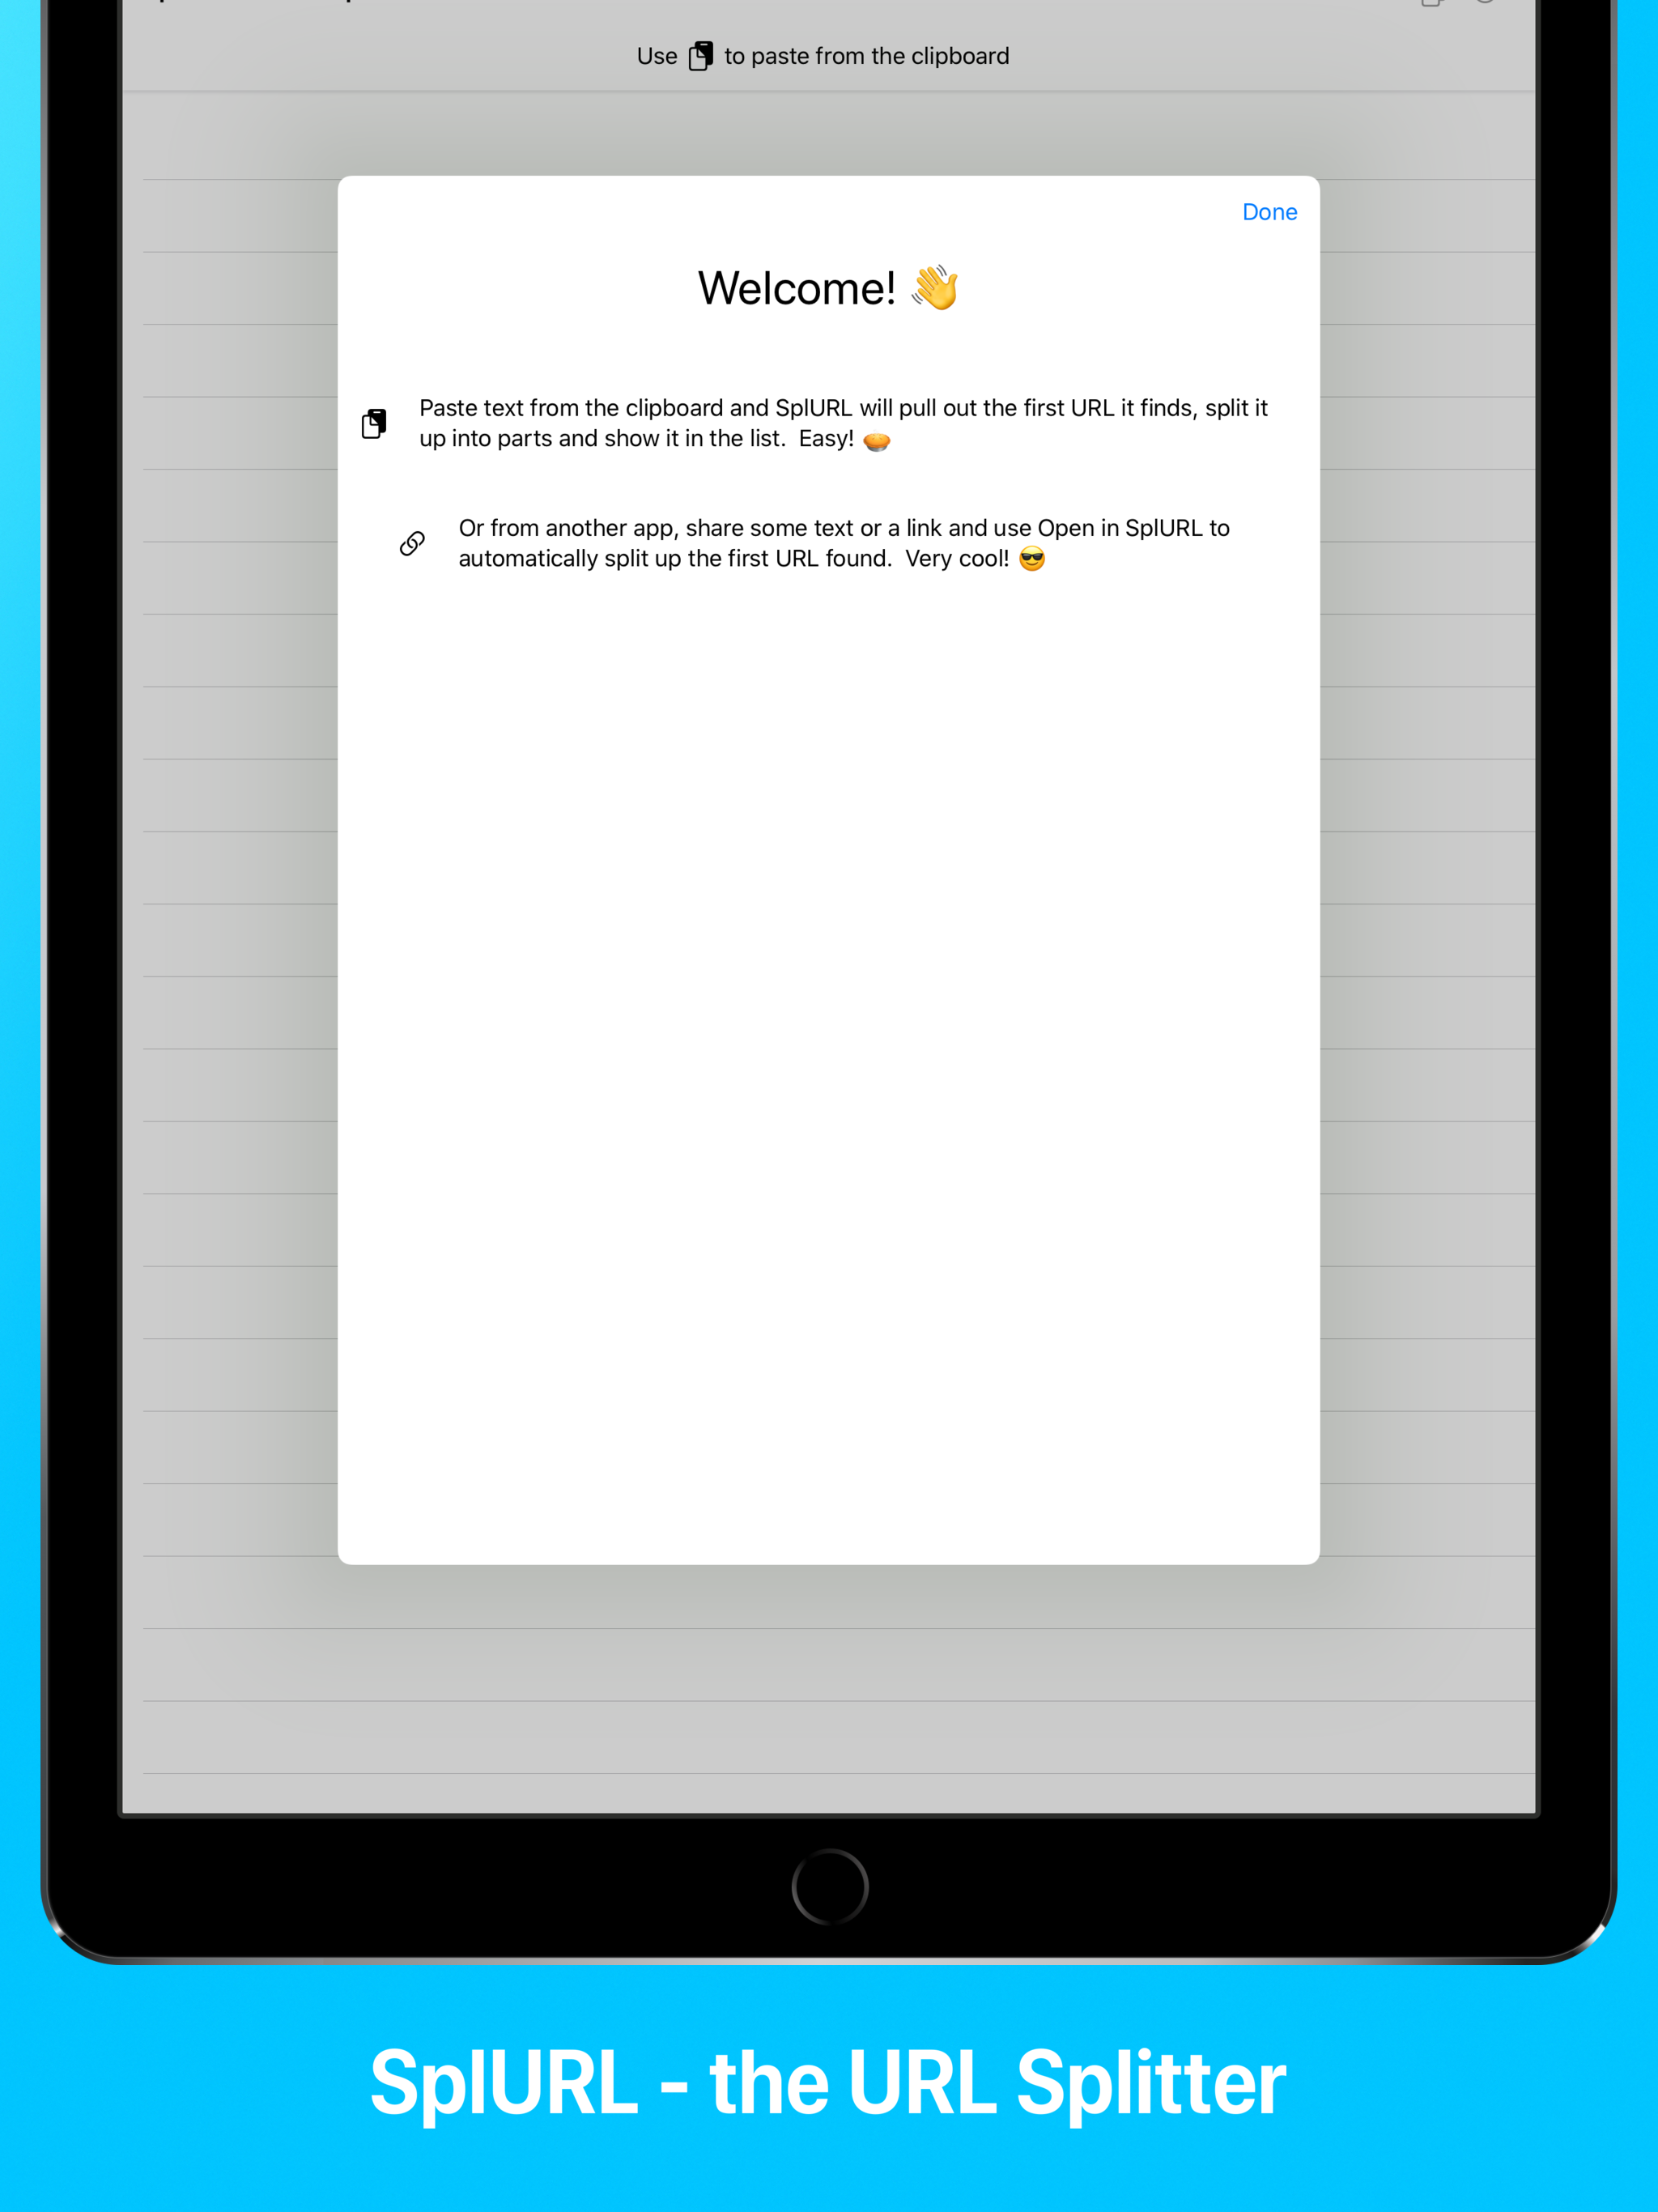 Use to paste from the clipboard
Done
Welcome! 👋
Paste text from the clipboard and SplURL will pull out the first URL it finds, split it
up into parts and show it in the list.  Easy! 🥧
Or from another app, share some text or a link and use Open in SplURL to
automatically split up the first URL found.  Very cool! 😎
SplURL - the URL Splitter